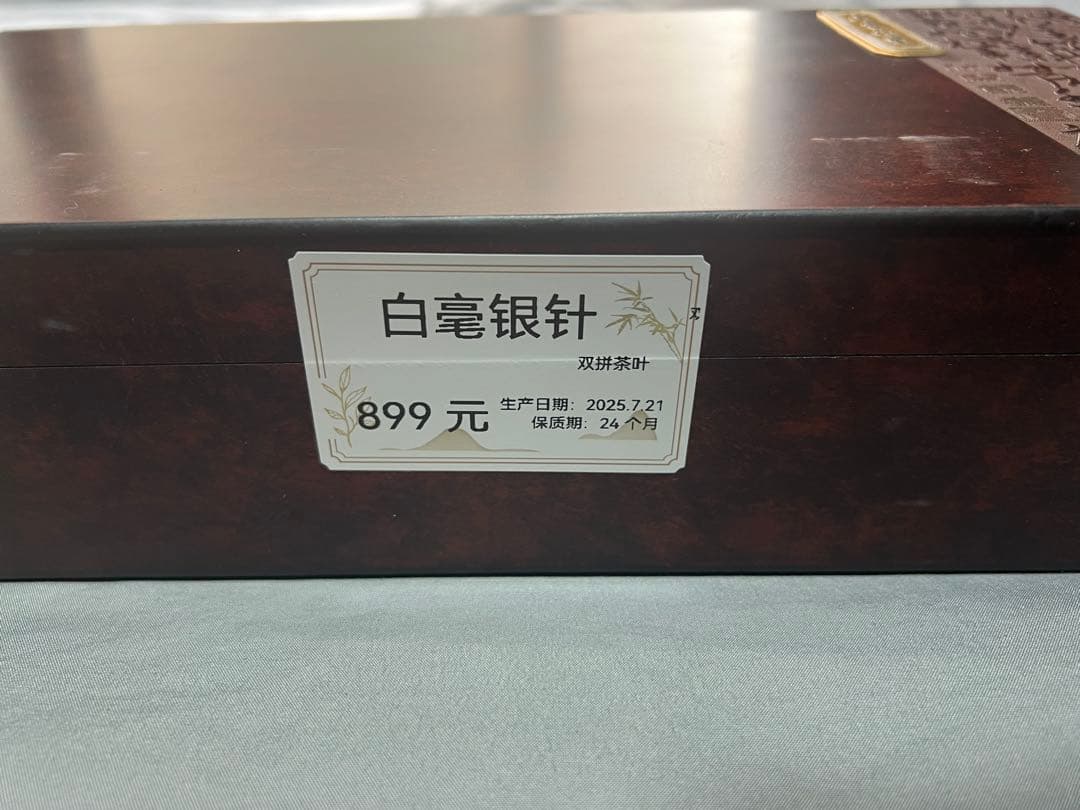 白毫银针
双拼茶叶
899 元
生产日期：2025.7.21
保质期：24 个月